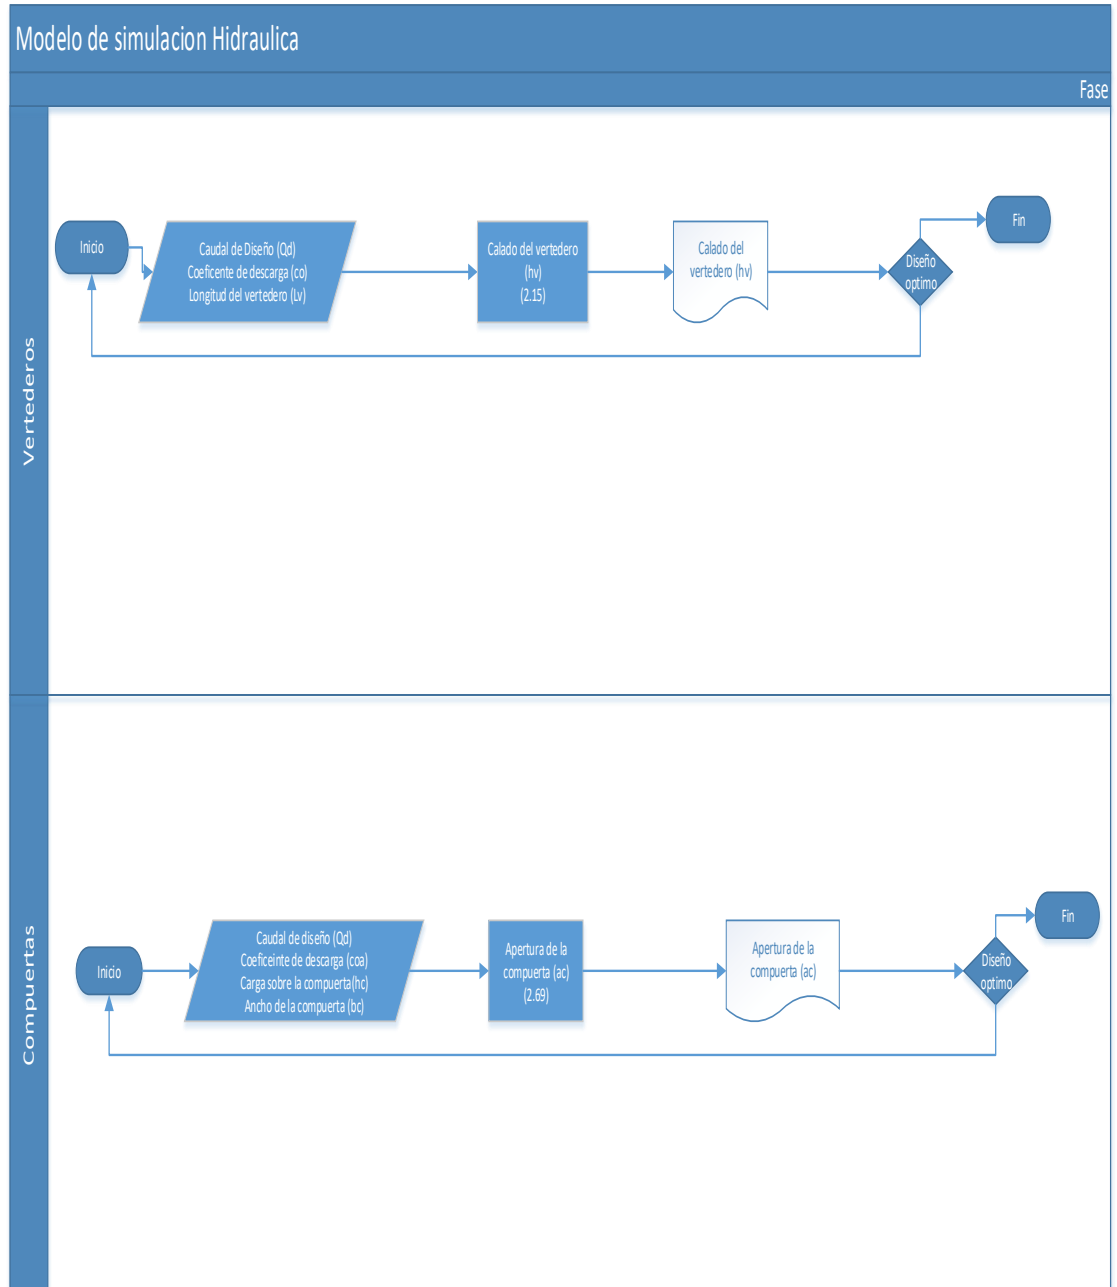 Modelo de simulacion Hidraulica
Fase
Vertederos
Inicio
Caudal de Diseño (Qd)
Coeficente de descarga (co)
Longitud del vertedero (Lv)
Calado del vertedero
(hv)
(2.15)
Calado del
vertedero (hv)
Diseño
optimo
Fin
Compuertas
Inicio
Caudal de diseño (Qd)
Coeficeinte de descarga (coa)
Carga sobre la compuerta(hc)
Ancho de la compuerta (bc)
Apertura de la
compuerta (ac)
(2.69)
Apertura de la
compuerta (ac)
Diseño
optimo
Fin